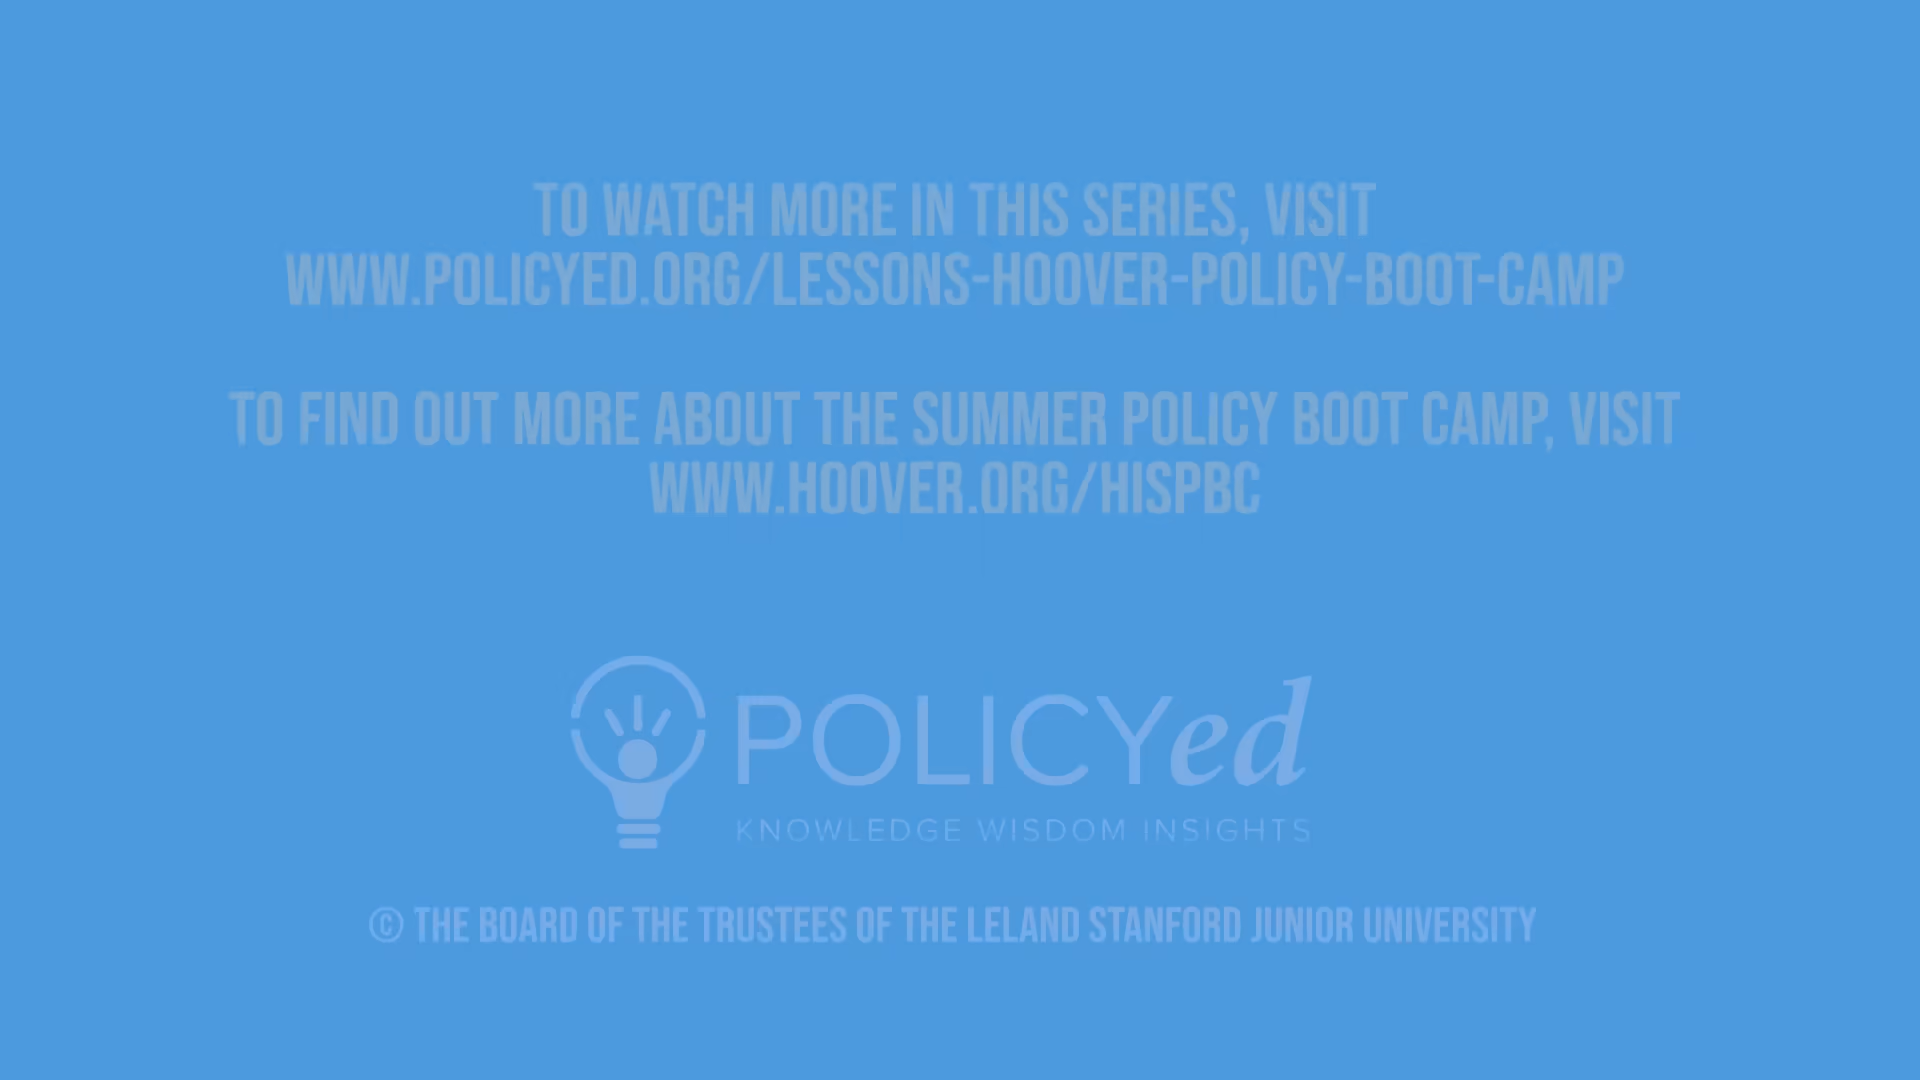 TO WATCH MORE IN THIS SERIES, VISIT
WWW.POLICYED.ORG/LESSONS-HOOVER-POLICY-BOOT-CAMP
TO FIND OUT MORE ABOUT THE SUMMER POLICY BOOT CAMP, VISIT
WWW.HOOVER.ORG/HISPBC
POLICYed
KNOWLEDGE WISDOM INSIGHTS
© THE BOARD OF THE TRUSTEES OF THE LELAND STANFORD JUNIOR UNIVERSITY